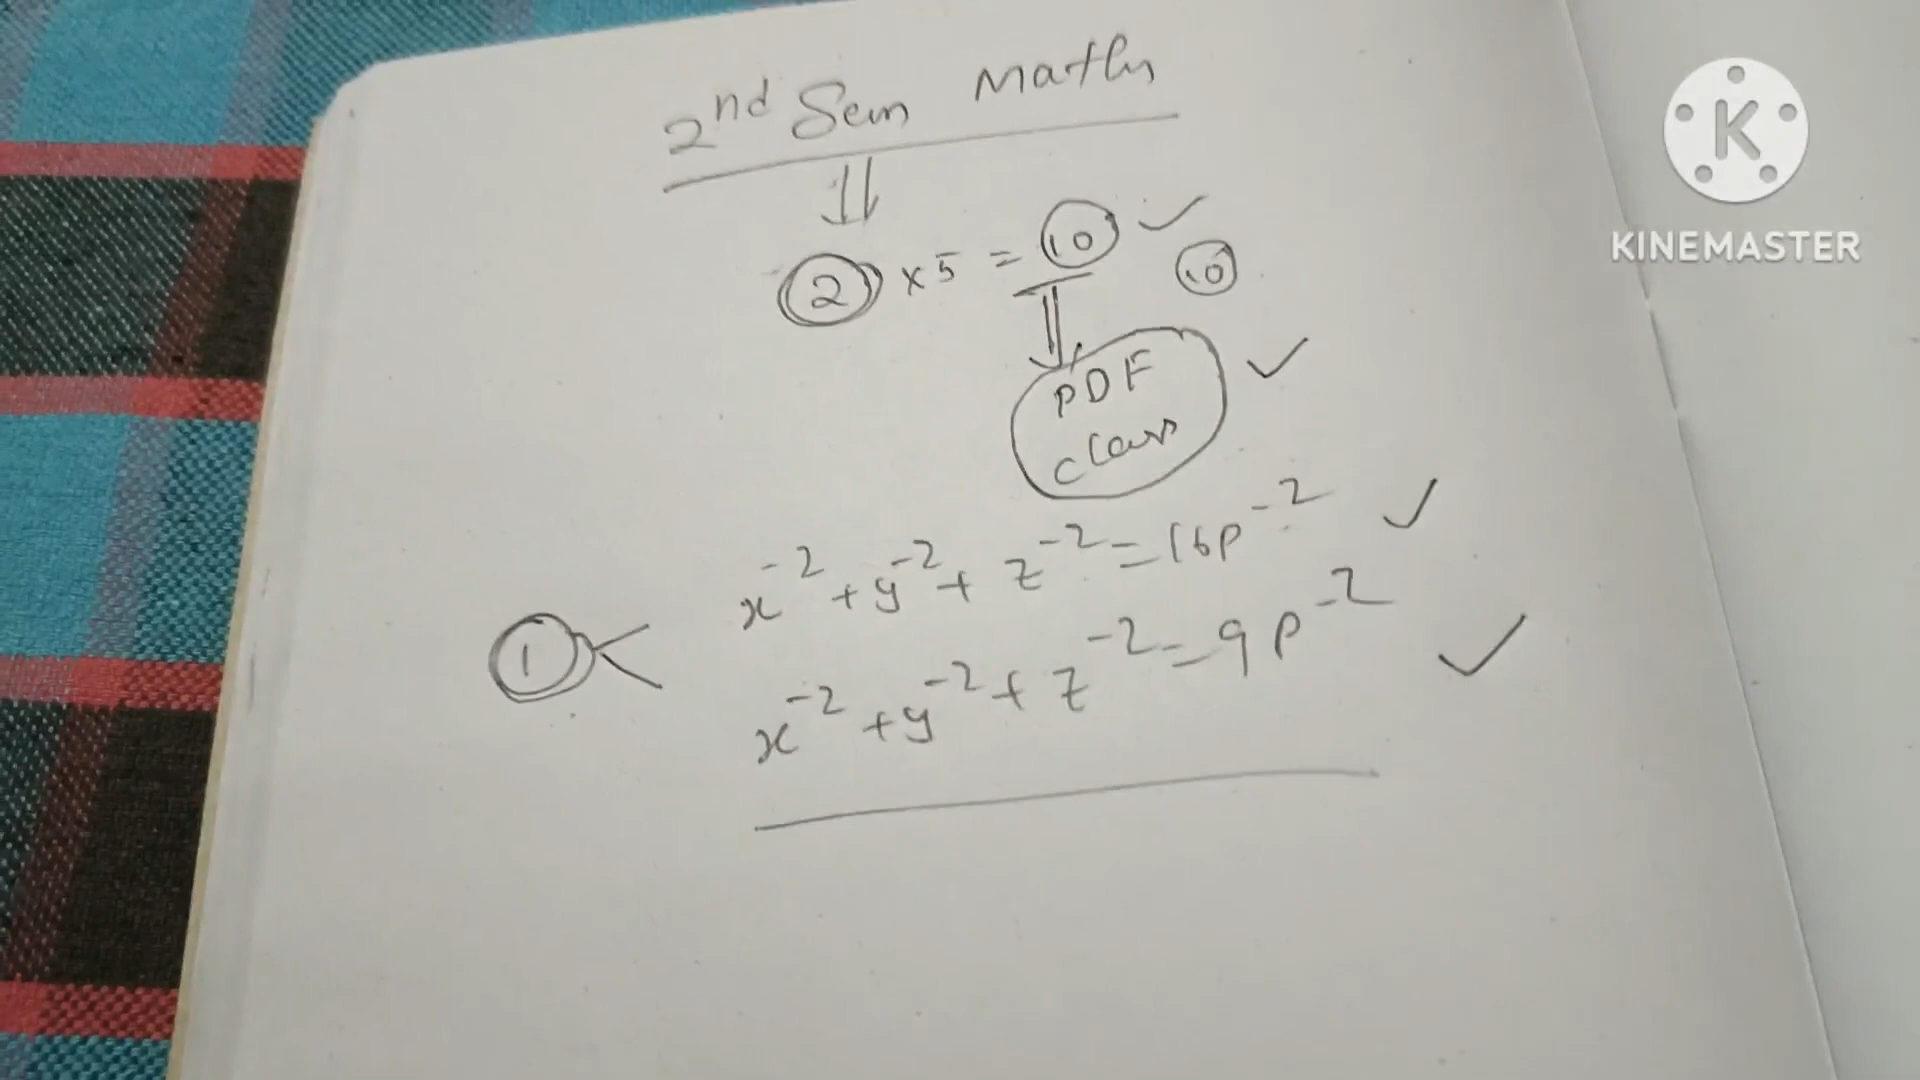 2nd Sem Maths
2 x 5 = 10
10
PDF
class
x⁻² + y⁻² + z⁻² = 16p⁻²
1
x⁻² + y⁻² + z⁻² = 9p⁻²
K
KINEMASTER